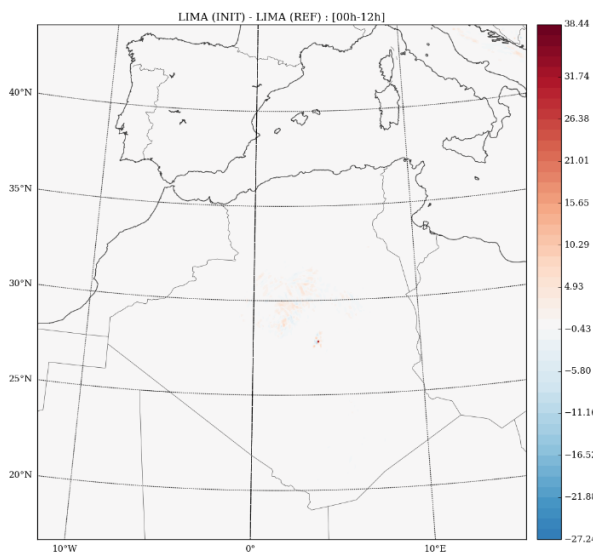 LIMA (INIT) - LIMA (REF) : [00h-12h]
38.44
31.74
26.38
21.01
15.65
10.29
4.93
−0.43
−5.80
−11.16
−16.52
−21.88
−27.24
40°N
35°N
30°N
25°N
20°N
10°W
0°
10°E